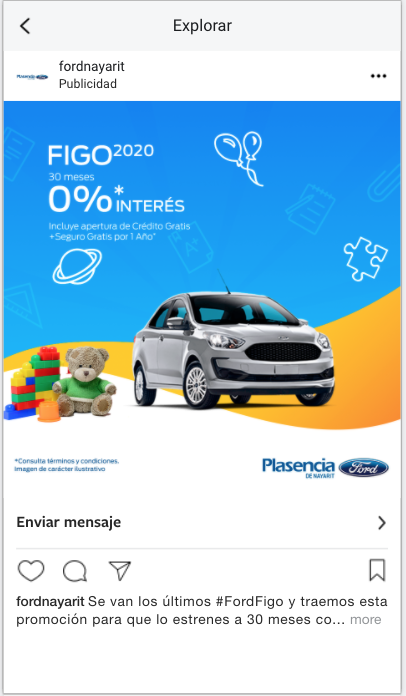 Explorar
fordnayarit
Publicidad
FIGO2020
30 meses
0%* INTERÉS
Incluye apertura de Crédito Gratis
+Seguro Gratis por 1 Año*
*Consulta términos y condiciones.
Imagen de carácter ilustrativo
Plasencia
DE NAYARIT
Ford
Enviar mensaje
fordnayarit Se van los últimos #FordFigo y traemos esta
promoción para que lo estrenes a 30 meses co... more